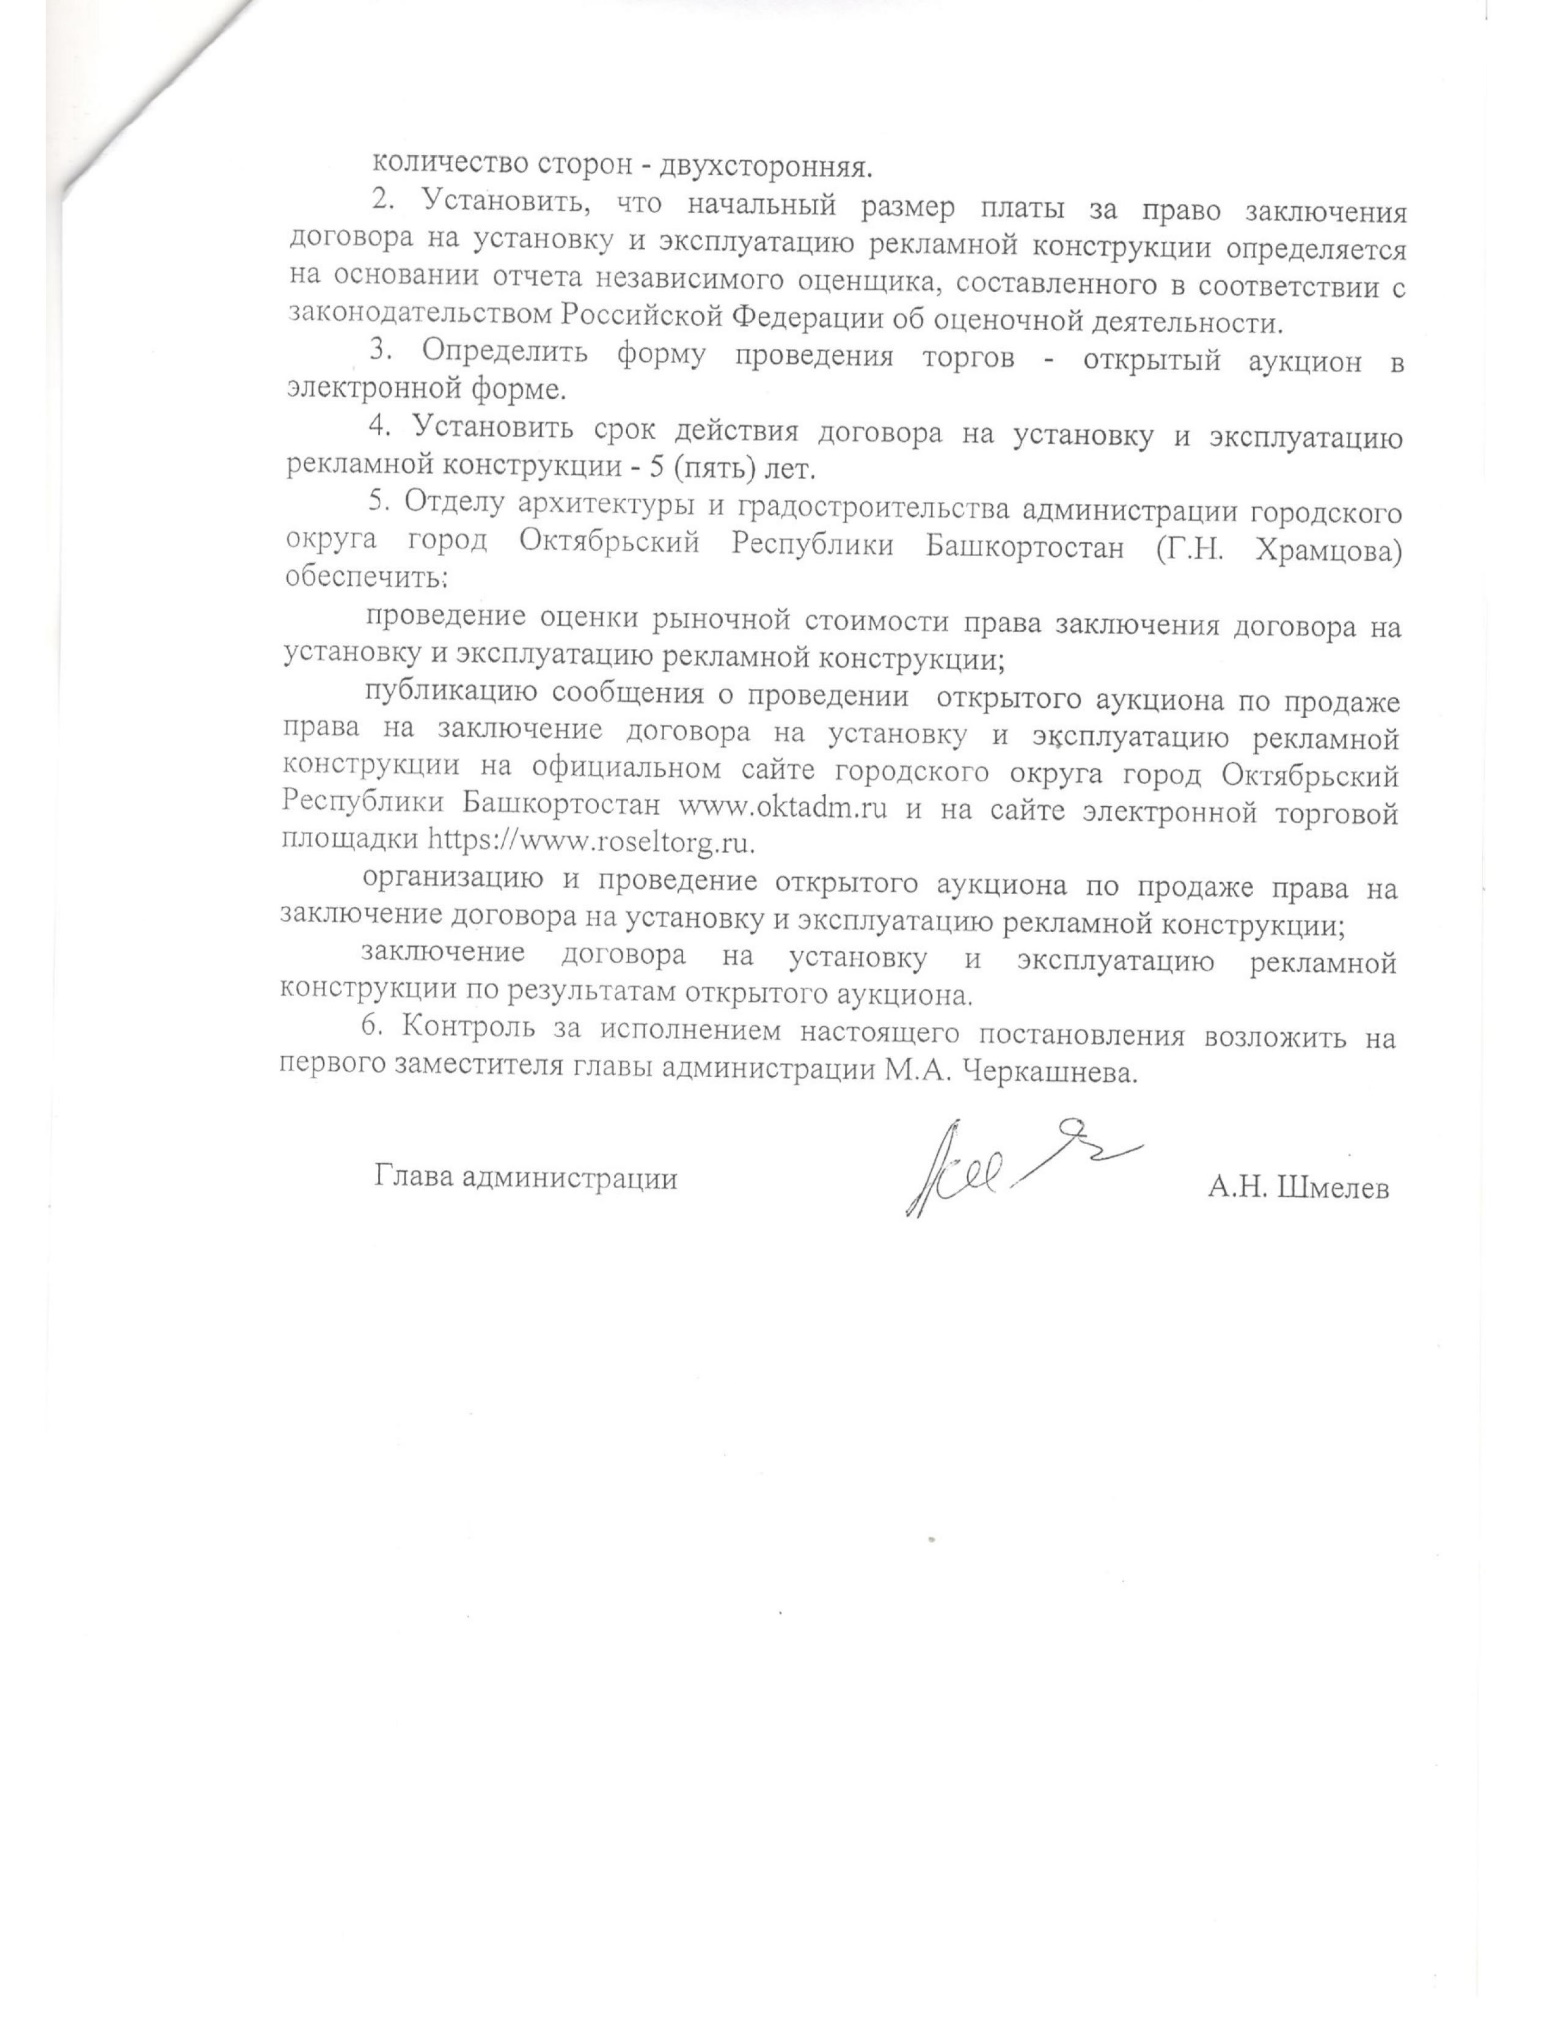 количество сторон - двухсторонняя.
2. Установить, что начальный размер платы за право заключения
договора на установку и эксплуатацию рекламной конструкции определяется
на основании отчета независимого оценщика, составленного в соответствии с
законодательством Российской Федерации об оценочной деятельности.
3. Определить форму проведения торгов - открытый аукцион в
электронной форме.
4. Установить срок действия договора на установку и эксплуатацию
рекламной конструкции - 5 (пять) лет.
5. Отделу архитектуры и градостроительства администрации городского
округа город Октябрьский Республики Башкортостан (Г.Н. Храмцова)
обеспечить:
проведение оценки рыночной стоимости права заключения договора на
установку и эксплуатацию рекламной конструкции;
публикацию сообщения о проведении открытого аукциона по продаже
права на заключение договора на установку и эксплуатацию рекламной
конструкции на официальном сайте городского округа город Октябрьский
Республики Башкортостан www.oktadm.ru и на сайте электронной торговой
площадки https://www.roseltorg.ru.
организацию и проведение открытого аукциона по продаже права на
заключение договора на установку и эксплуатацию рекламной конструкции;
заключение договора на установку и эксплуатацию рекламной
конструкции по результатам открытого аукциона.
6. Контроль за исполнением настоящего постановления возложить на
первого заместителя главы администрации М.А. Черкашнева.
Глава администрации А.Н. Шмелев